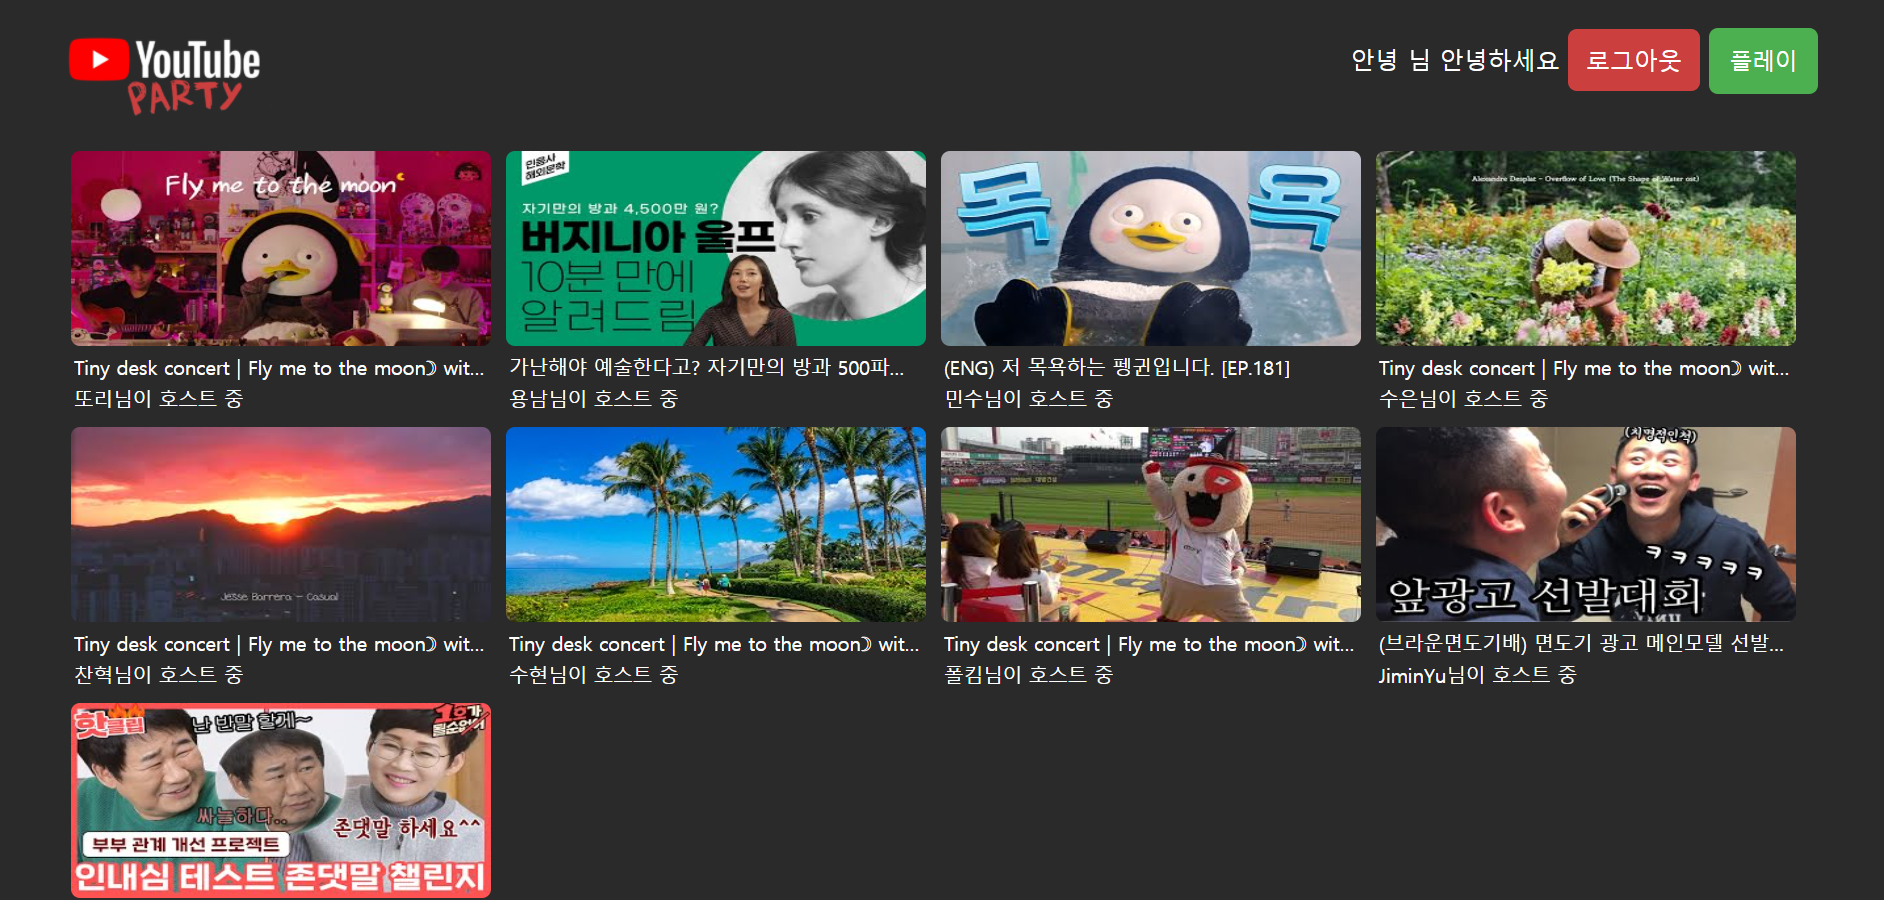 YouTube
PARTY
안녕 님 안녕하세요
로그아웃
플레이
Fly me to the moon
Tiny desk concert | Fly me to the moon☽ wit...
또리님이 호스트 중
민음사
해외문학
자기만의 방과 4,500만 원?
버지니아 울프
10분 만에
알려드림
가난해야 예술한다고? 자기만의 방과 500파...
용남님이 호스트 중
목욕
(ENG) 저 목욕하는 펭귄입니다. [EP.181]
민수님이 호스트 중
Alexandre Desplat - Overflow of Love (The Shape of Water ost)
Tiny desk concert | Fly me to the moon☽ wit...
수은님이 호스트 중
Jesse Barrera - Casual
Tiny desk concert | Fly me to the moon☽ wit...
찬혁님이 호스트 중
Tiny desk concert | Fly me to the moon☽ wit...
수현님이 호스트 중
Tiny desk concert | Fly me to the moon☽ wit...
폴킴님이 호스트 중
(치명적인척)
ㅋㅋㅋㅋㅋ
앞광고 선발대회
(브라운면도기배) 면도기 광고 메인모델 선발...
JiminYu님이 호스트 중
핫클립
난 반말 할게~
1호가
될순없어
싸늘하다..
존댓말 하세요^^
부부 관계 개선 프로젝트
인내심 테스트 존댓말 챌린지